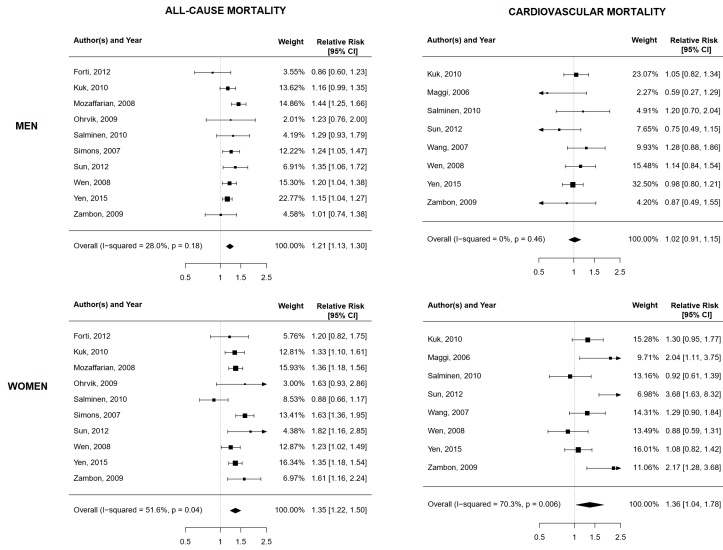 ALL-CAUSE MORTALITY
CARDIOVASCULAR MORTALITY
MEN
Author(s) and Year Weight Relative Risk
[95% CI]
Forti, 2012 3.55% 0.86 [0.60, 1.23]
Kuk, 2010 13.62% 1.16 [0.99, 1.35]
Mozaffarian, 2008 14.86% 1.44 [1.25, 1.66]
Ohrvik, 2009 2.01% 1.23 [0.76, 2.00]
Salminen, 2010 4.19% 1.29 [0.93, 1.79]
Simons, 2007 12.22% 1.24 [1.05, 1.47]
Sun, 2012 6.91% 1.35 [1.06, 1.72]
Wen, 2008 15.30% 1.20 [1.04, 1.38]
Yen, 2015 22.77% 1.15 [1.04, 1.27]
Zambon, 2009 4.58% 1.01 [0.74, 1.38]
Overall (I−squared = 28.0%, p = 0.18) 100.00% 1.21 [1.13, 1.30]
0.5 1 1.5 2.5
Author(s) and Year Weight Relative Risk
[95% CI]
Kuk, 2010 23.07% 1.05 [0.82, 1.34]
Maggi, 2006 2.27% 0.59 [0.27, 1.29]
Salminen, 2010 4.91% 1.20 [0.70, 2.04]
Sun, 2012 7.65% 0.75 [0.49, 1.15]
Wang, 2007 9.93% 1.28 [0.88, 1.86]
Wen, 2008 15.48% 1.14 [0.84, 1.54]
Yen, 2015 32.50% 0.98 [0.80, 1.21]
Zambon, 2009 4.20% 0.87 [0.49, 1.55]
Overall (I−squared = 0%, p = 0.46) 100.00% 1.02 [0.91, 1.15]
0.5 1 1.5 2.5
WOMEN
Author(s) and Year Weight Relative Risk
[95% CI]
Forti, 2012 5.76% 1.20 [0.82, 1.75]
Kuk, 2010 12.81% 1.33 [1.10, 1.61]
Mozaffarian, 2008 15.93% 1.36 [1.18, 1.56]
Ohrvik, 2009 3.00% 1.63 [0.93, 2.86]
Salminen, 2010 8.53% 0.88 [0.66, 1.17]
Simons, 2007 13.41% 1.63 [1.36, 1.95]
Sun, 2012 4.38% 1.82 [1.16, 2.85]
Wen, 2008 12.87% 1.23 [1.02, 1.49]
Yen, 2015 16.34% 1.35 [1.18, 1.54]
Zambon, 2009 6.97% 1.61 [1.16, 2.24]
Overall (I−squared = 51.6%, p = 0.04) 100.00% 1.35 [1.22, 1.50]
0.5 1 1.5 2.5
Author(s) and Year Weight Relative Risk
[95% CI]
Kuk, 2010 15.28% 1.30 [0.95, 1.77]
Maggi, 2006 9.71% 2.04 [1.11, 3.75]
Salminen, 2010 13.16% 0.92 [0.61, 1.39]
Sun, 2012 6.98% 3.68 [1.63, 8.32]
Wang, 2007 14.31% 1.29 [0.90, 1.84]
Wen, 2008 13.49% 0.88 [0.59, 1.31]
Yen, 2015 16.01% 1.08 [0.82, 1.42]
Zambon, 2009 11.06% 2.17 [1.28, 3.68]
Overall (I−squared = 70.3%, p = 0.006) 100.00% 1.36 [1.04, 1.78]
0.5 1 1.5 2.5